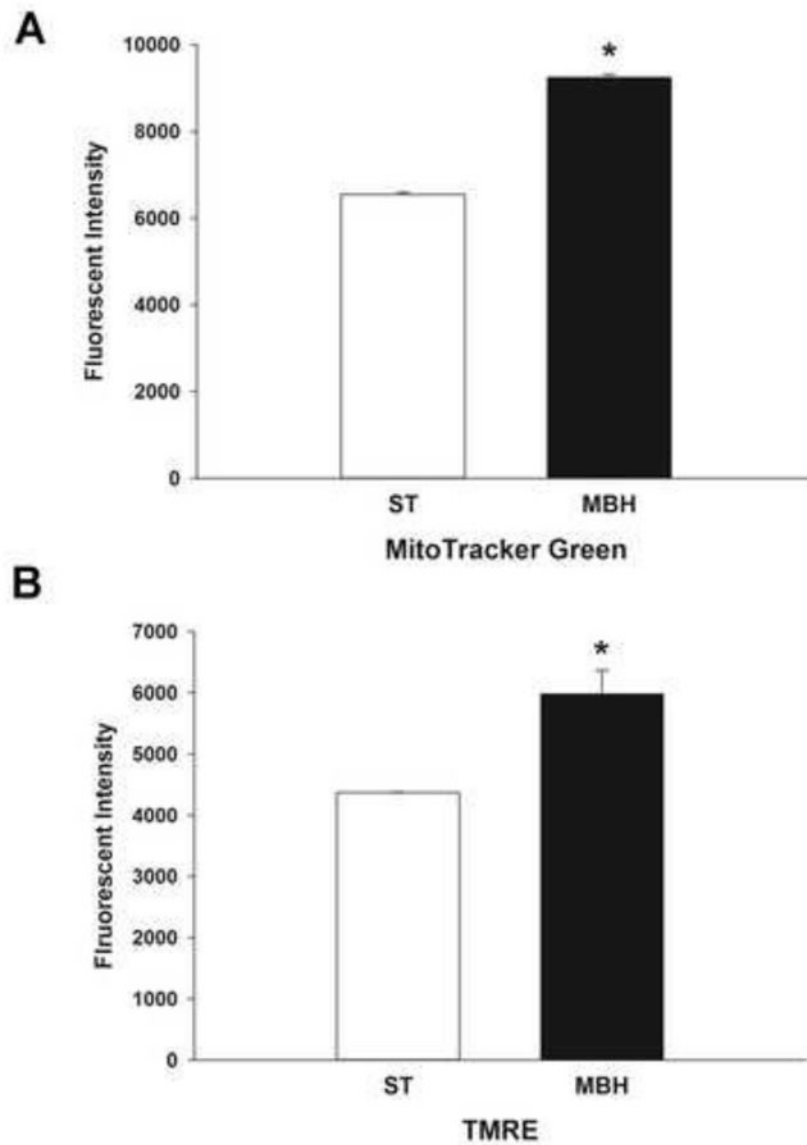 A
10000
8000
6000
4000
2000
0
Fluorescent Intensity
*
ST MBH
MitoTracker Green
B
7000
6000
5000
4000
3000
2000
1000
0
Flruorescent Intensity
*
ST MBH
TMRE